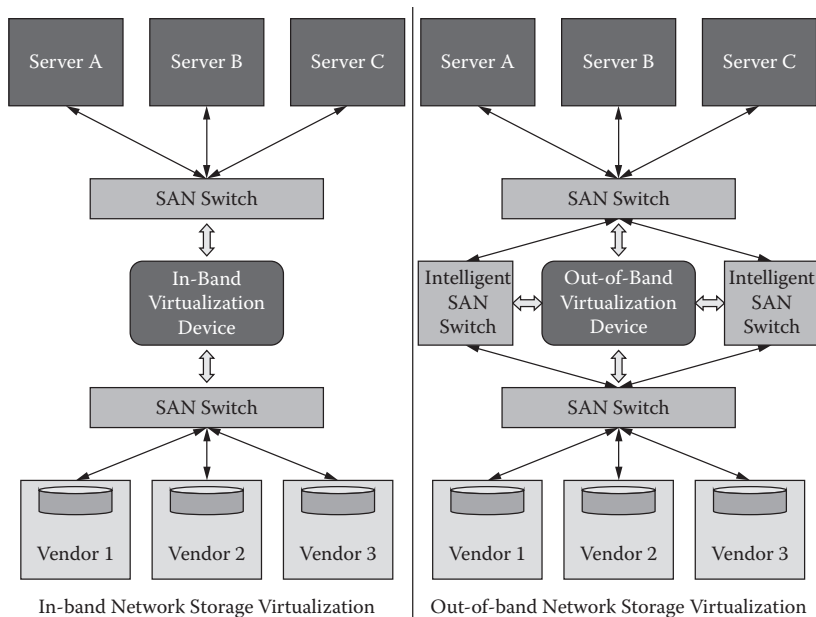 Server A
Server B
Server C
SAN Switch
In-Band
Virtualization
Device
SAN Switch
Vendor 1
Vendor 2
Vendor 3
In-band Network Storage Virtualization
Server A
Server B
Server C
SAN Switch
Intelligent
SAN
Switch
Out-of-Band
Virtualization
Device
Intelligent
SAN
Switch
SAN Switch
Vendor 1
Vendor 2
Vendor 3
Out-of-band Network Storage Virtualization